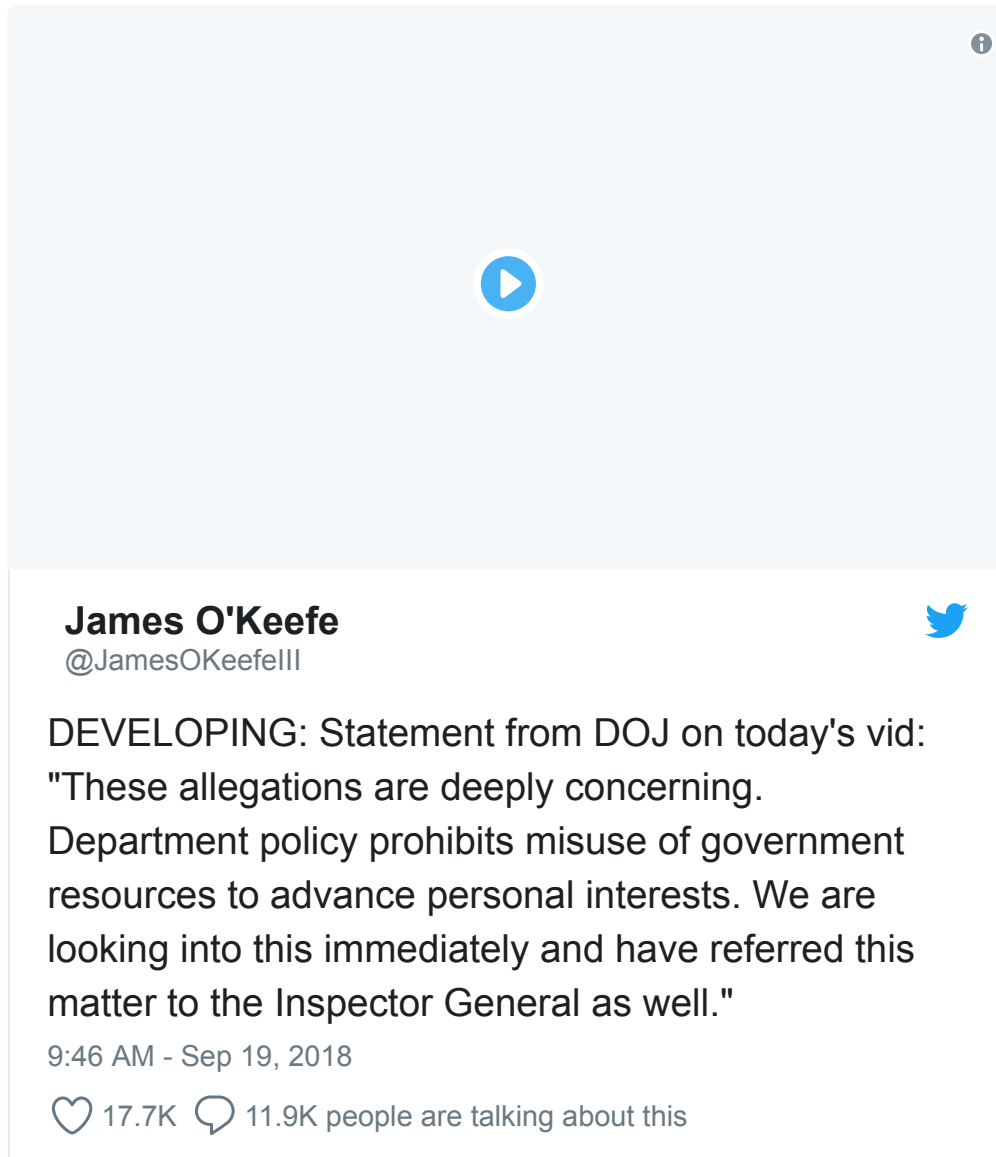 James O'Keefe
@JamesOKeefeIII
DEVELOPING: Statement from DOJ on today's vid:
"These allegations are deeply concerning.
Department policy prohibits misuse of government
resources to advance personal interests. We are
looking into this immediately and have referred this
matter to the Inspector General as well."
9:46 AM - Sep 19, 2018
17.7K 11.9K people are talking about this